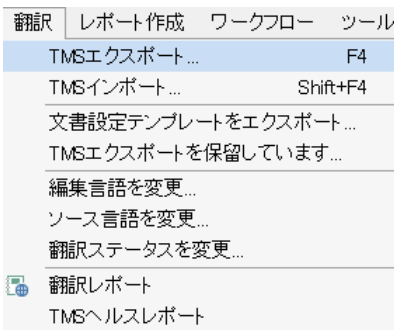 翻訳 レポート作成 ワークフロー ツール
TMSエクスポート... F4
TMSインポート... Shift+F4
文書設定テンプレートをエクスポート...
TMSエクスポートを保留しています...
編集言語を変更...
ソース言語を変更...
翻訳ステータスを変更...
翻訳レポート
TMSヘルスレポート